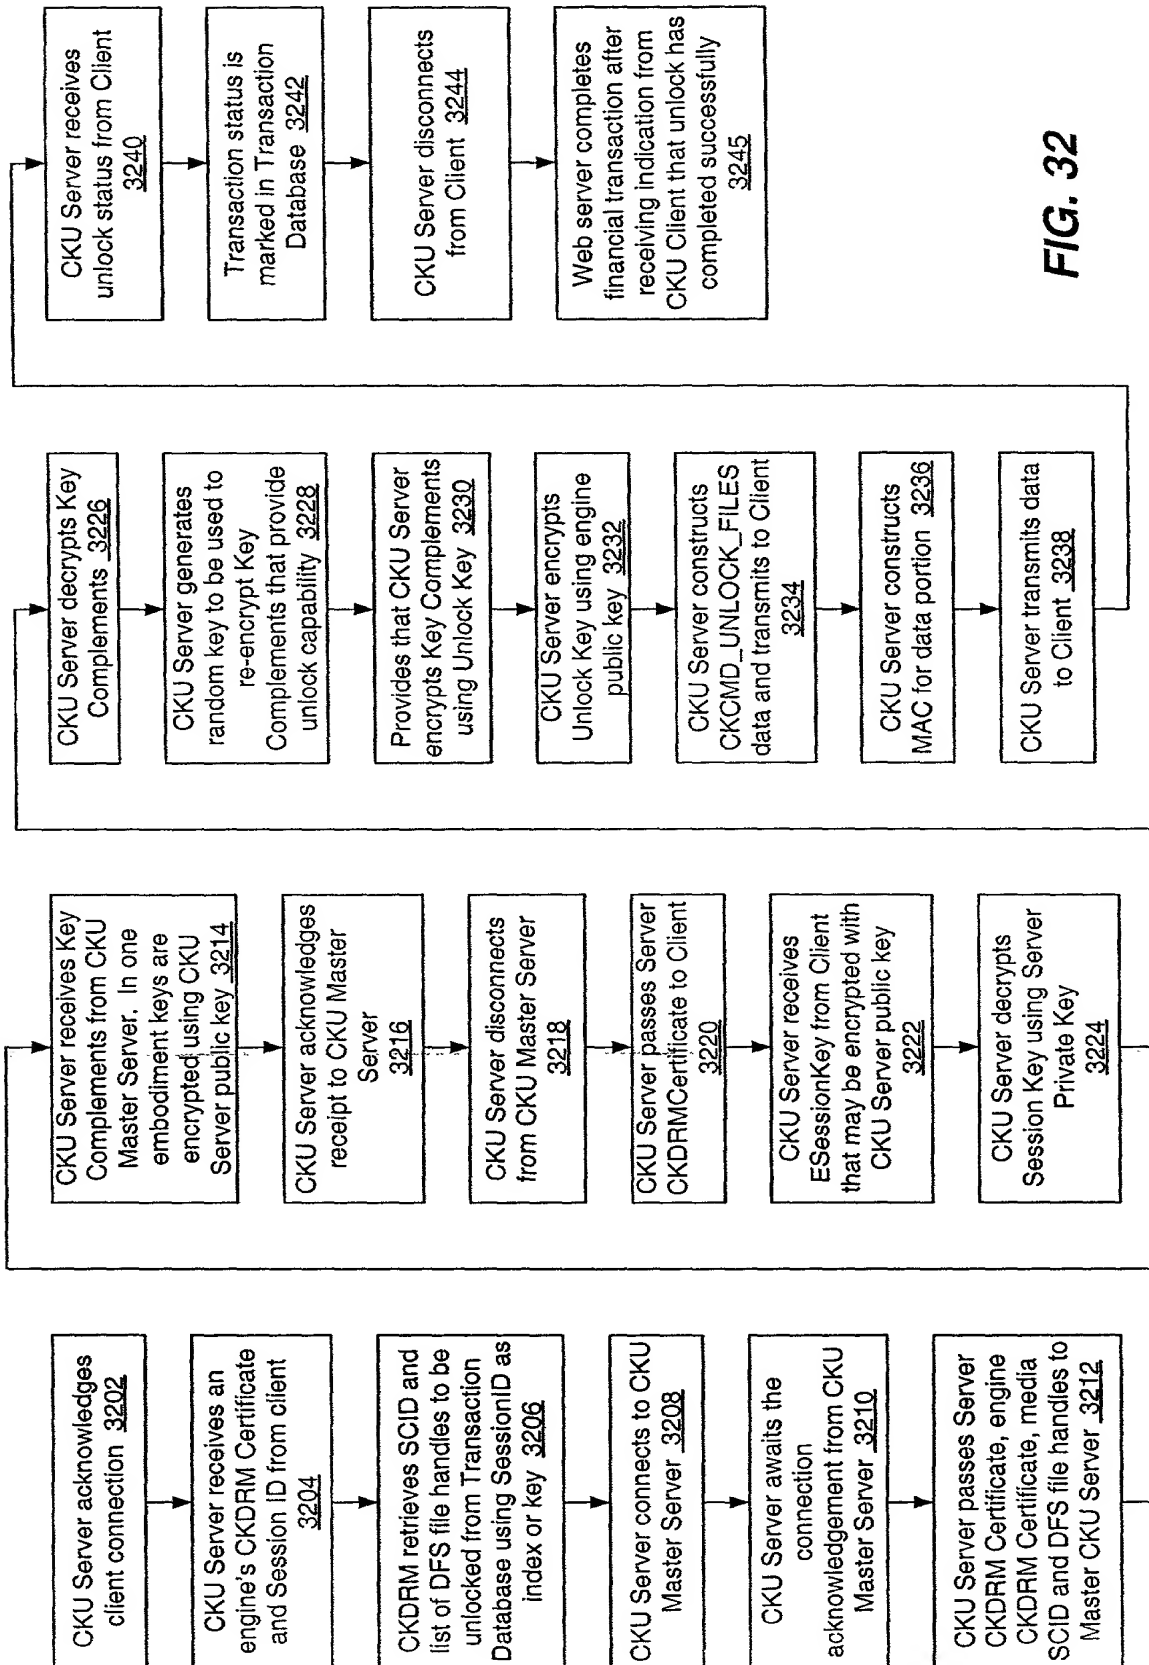 CKU Server acknowledges
client connection 3202
CKU Server receives an
engine's CKDRM Certificate
and Session ID from client
3204
CKDRM retrieves SCID and
list of DFS file handles to be
unlocked from Transaction
Database using SessionID as
index or key 3206
CKU Server connects to CKU
Master Server 3208
CKU Server awaits the
connection
acknowledgement from CKU
Master Server 3210
CKU Server passes Server
CKDRM Certificate, engine
CKDRM Certificate, media
SCID and DFS file handles to
Master CKU Server 3212
CKU Server receives Key
Complements from CKU
Master Server. In one
embodiment keys are
encrypted using CKU
Server public key 3214
CKU Server acknowledges
receipt to CKU Master
Server
3216
CKU Server disconnects
from CKU Master Server
3218
CKU Server passes Server
CKDRMCertificate to Client
3220
CKU Server receives
ESessionKey from Client
that may be encrypted with
CKU Server public key
3222
CKU Server decrypts
Session Key using Server
Private Key
3224
CKU Server decrypts Key
Complements 3226
CKU Server generates
random key to be used to
re-encrypt Key
Complements that provide
unlock capability 3228
Provides that CKU Server
encrypts Key Complements
using Unlock Key 3230
CKU Server encrypts
Unlock Key using engine
public key 3232
CKU Server constructs
CKCMD_UNLOCK_FILES
data and transmits to Client
3234
CKU Server constructs
MAC for data portion 3236
CKU Server transmits data
to Client 3238
CKU Server receives
unlock status from Client
3240
Transaction status is
marked in Transaction
Database 3242
CKU Server disconnects
from Client 3244
Web server completes
financial transaction after
receiving indication from
CKU Client that unlock has
completed successfully
3245
FIG. 32